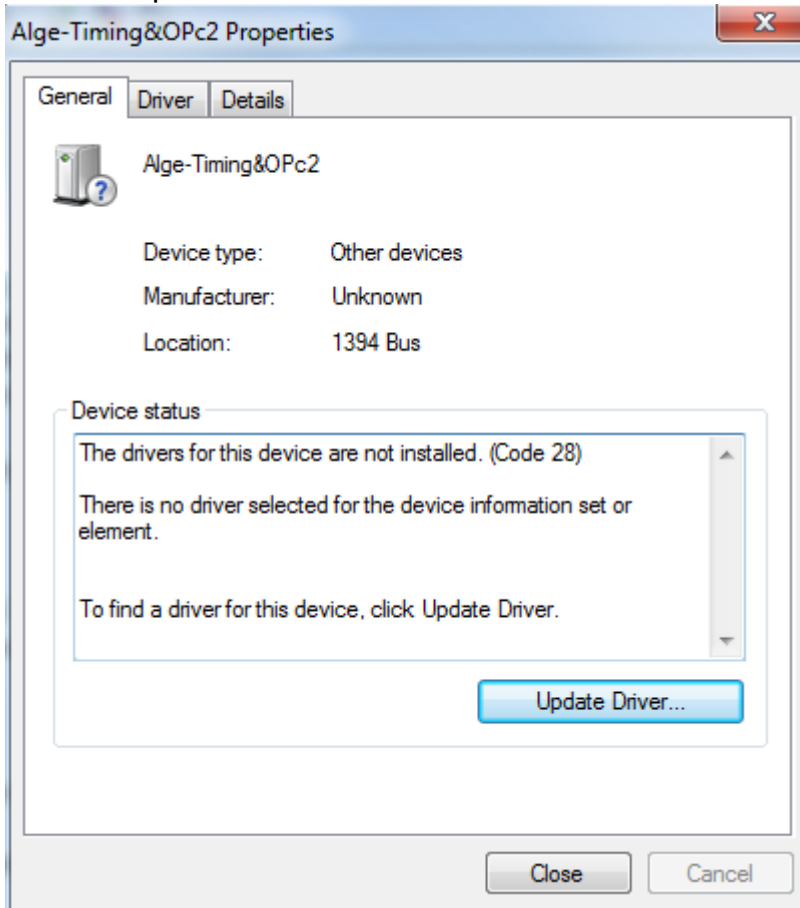 Alge-Timing&OPc2 Properties
General Driver Details
Alge-Timing&OPc2
Device type: Other devices
Manufacturer: Unknown
Location: 1394 Bus
Device status
The drivers for this device are not installed. (Code 28)
There is no driver selected for the device information set or
element.
To find a driver for this device, click Update Driver.
Update Driver...
Close Cancel